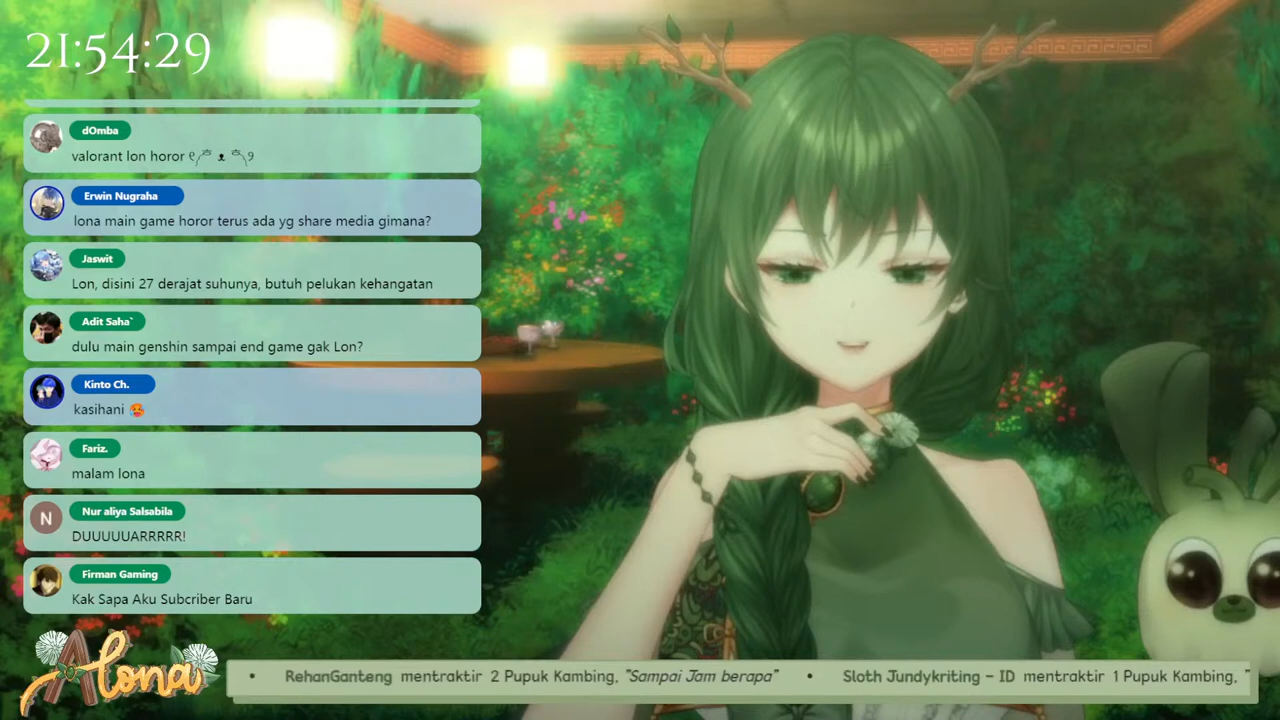 21:54:29
dOmba
valorant lon horor
Erwin Nugraha
lona main game horor terus ada yg share media gimana?
Jaswit
Lon, disini 27 derajat suhunya, butuh pelukan kehangatan
Adit Saha`
dulu main genshin sampai end game gak Lon?
Kinto Ch.
kasihani 🥵
Fariz.
malam lona
N
Nur aliya Salsabila
DUUUUUARRRRR!
Firman Gaming
Kak Sapa Aku Subcriber Baru
Alona
• RehanGanteng mentraktir 2 Pupuk Kambing, "Sampai Jam berapa" • Sloth Jundykriting - ID mentraktir 1 Pupuk Kambing, "